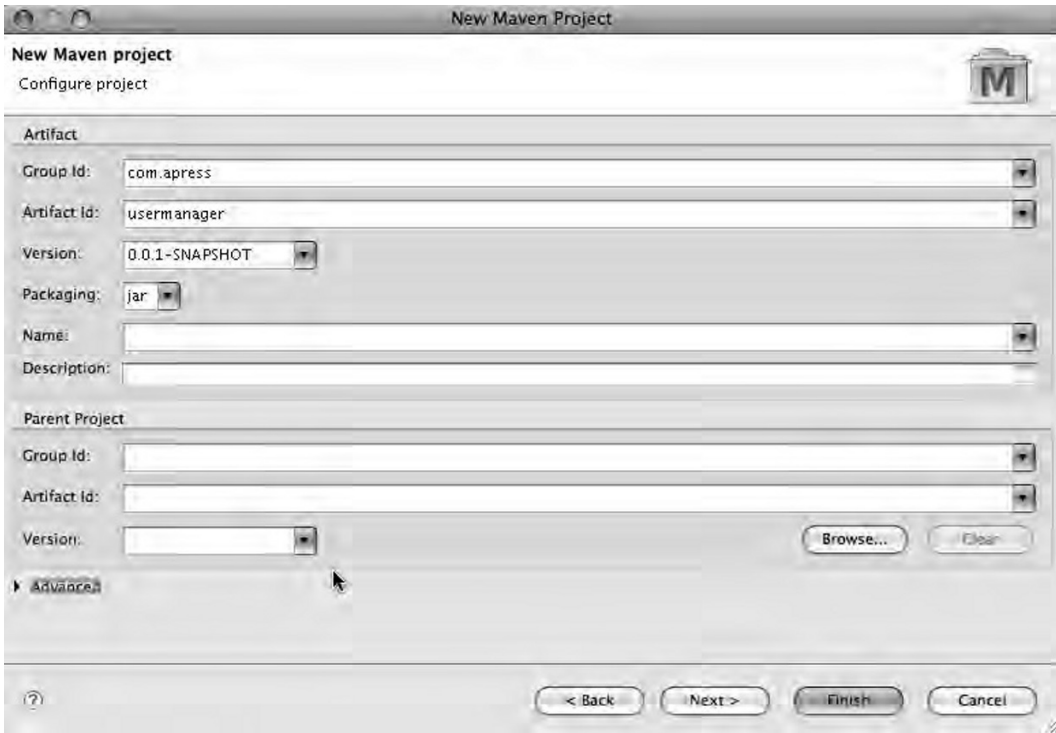 New Maven Project
New Maven project
Configure project
M
Artifact
Group Id: com.apress
Artifact Id: usermanager
Version: 0.0.1-SNAPSHOT
Packaging: jar
Name:
Description:
Parent Project
Group Id:
Artifact Id:
Version: Browse... Clear
Advanced
? < Back Next > Finish Cancel